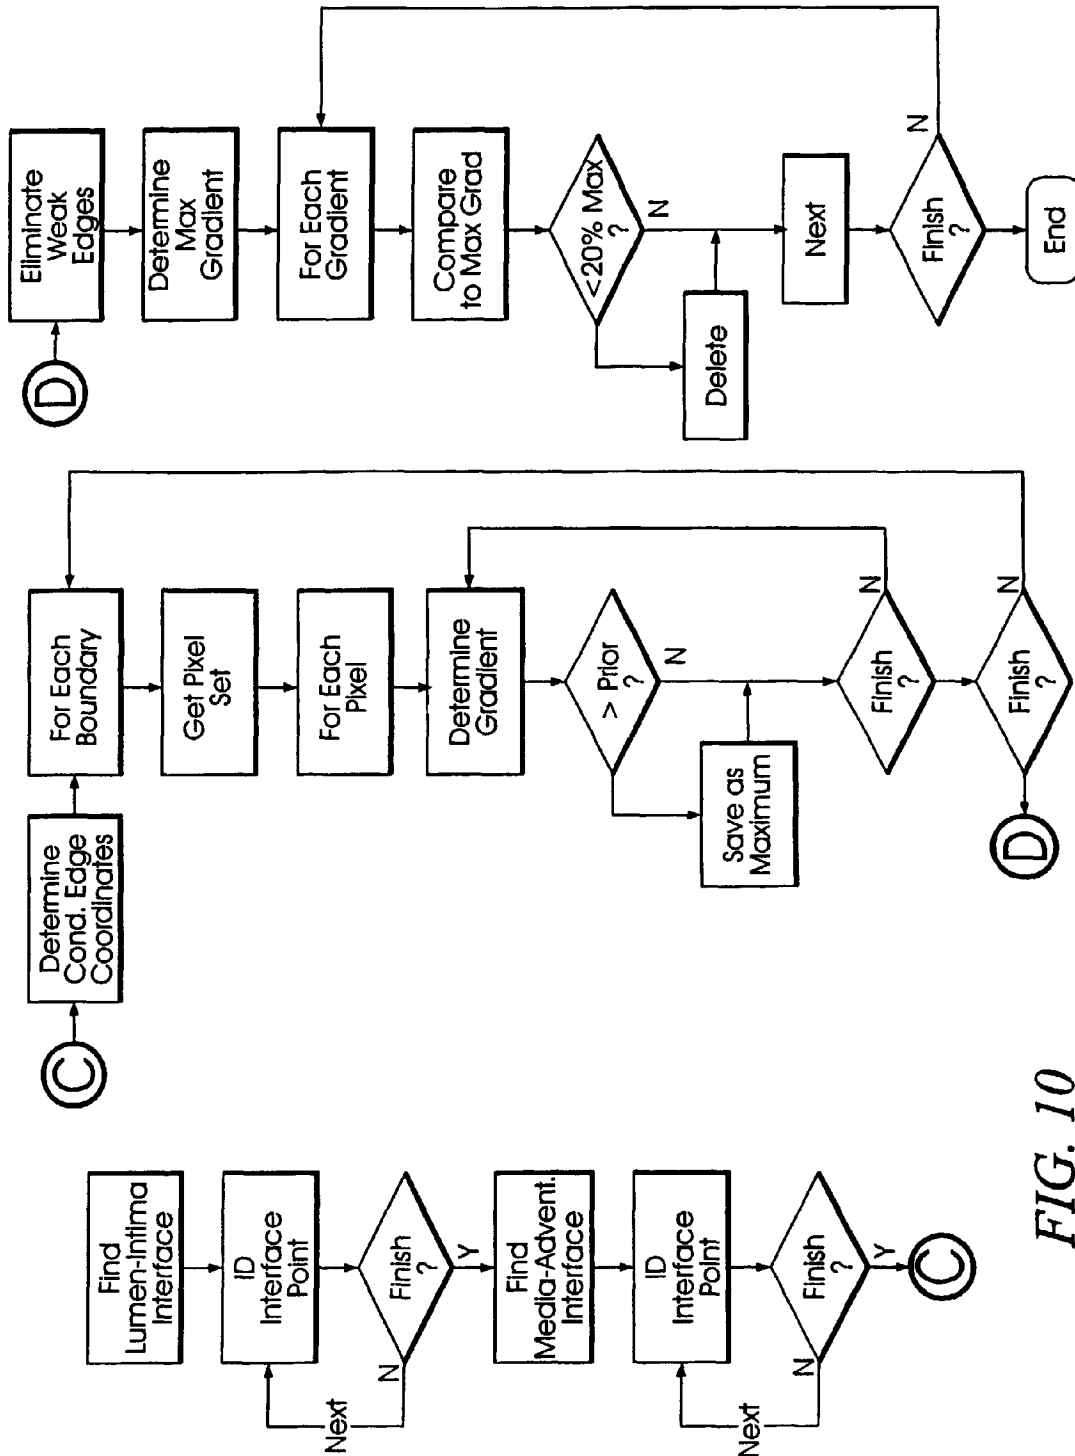 Find
Lumen-Intima
Interface
ID
Interface
Point
Next
Finish
?
N
Y
Find
Media-Advent.
Interface
ID
Interface
Point
Next
Finish
?
N
Y
C
C
Determine
Cond. Edge
Coordinates
For Each
Boundary
Get Pixel
Set
For Each
Pixel
Determine
Gradient
> Prior
?
N
Save as
Maximum
Finish
?
N
Finish
?
N
D
D
Eliminate
Weak
Edges
Determine
Max
Gradient
For Each
Gradient
Compare
to Max Grad
<20% Max
?
N
Delete
Next
Finish
?
N
End
FIG. 10